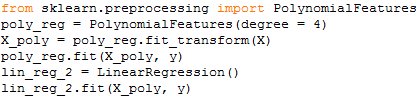 from sklearn.preprocessing import PolynomialFeatures
poly_reg = PolynomialFeatures(degree = 4)
X_poly = poly_reg.fit_transform(X)
poly_reg.fit(X_poly, y)
lin_reg_2 = LinearRegression()
lin_reg_2.fit(X_poly, y)